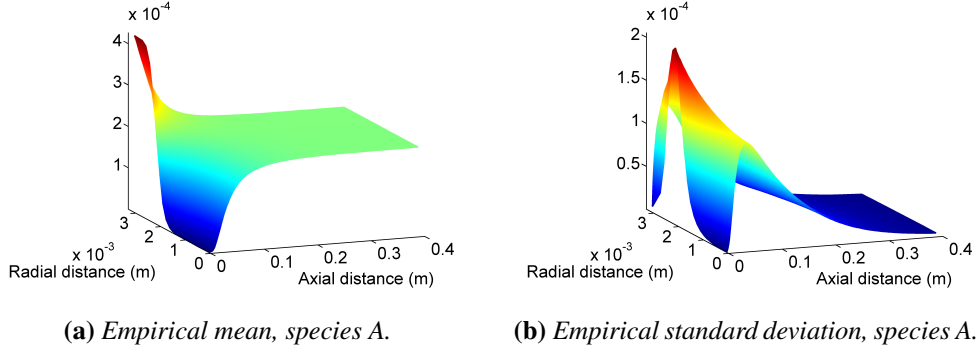 x 10⁻⁴
4
3
2
1
3
2
1
0
x 10⁻³
Radial distance (m)
0
0.1
0.2
0.3
0.4
Axial distance (m)
(a) Empirical mean, species A.
x 10⁻⁴
2
1.5
1
0.5
3
2
1
0
x 10⁻³
Radial distance (m)
0
0.1
0.2
0.3
0.4
Axial distance (m)
(b) Empirical standard deviation, species A.